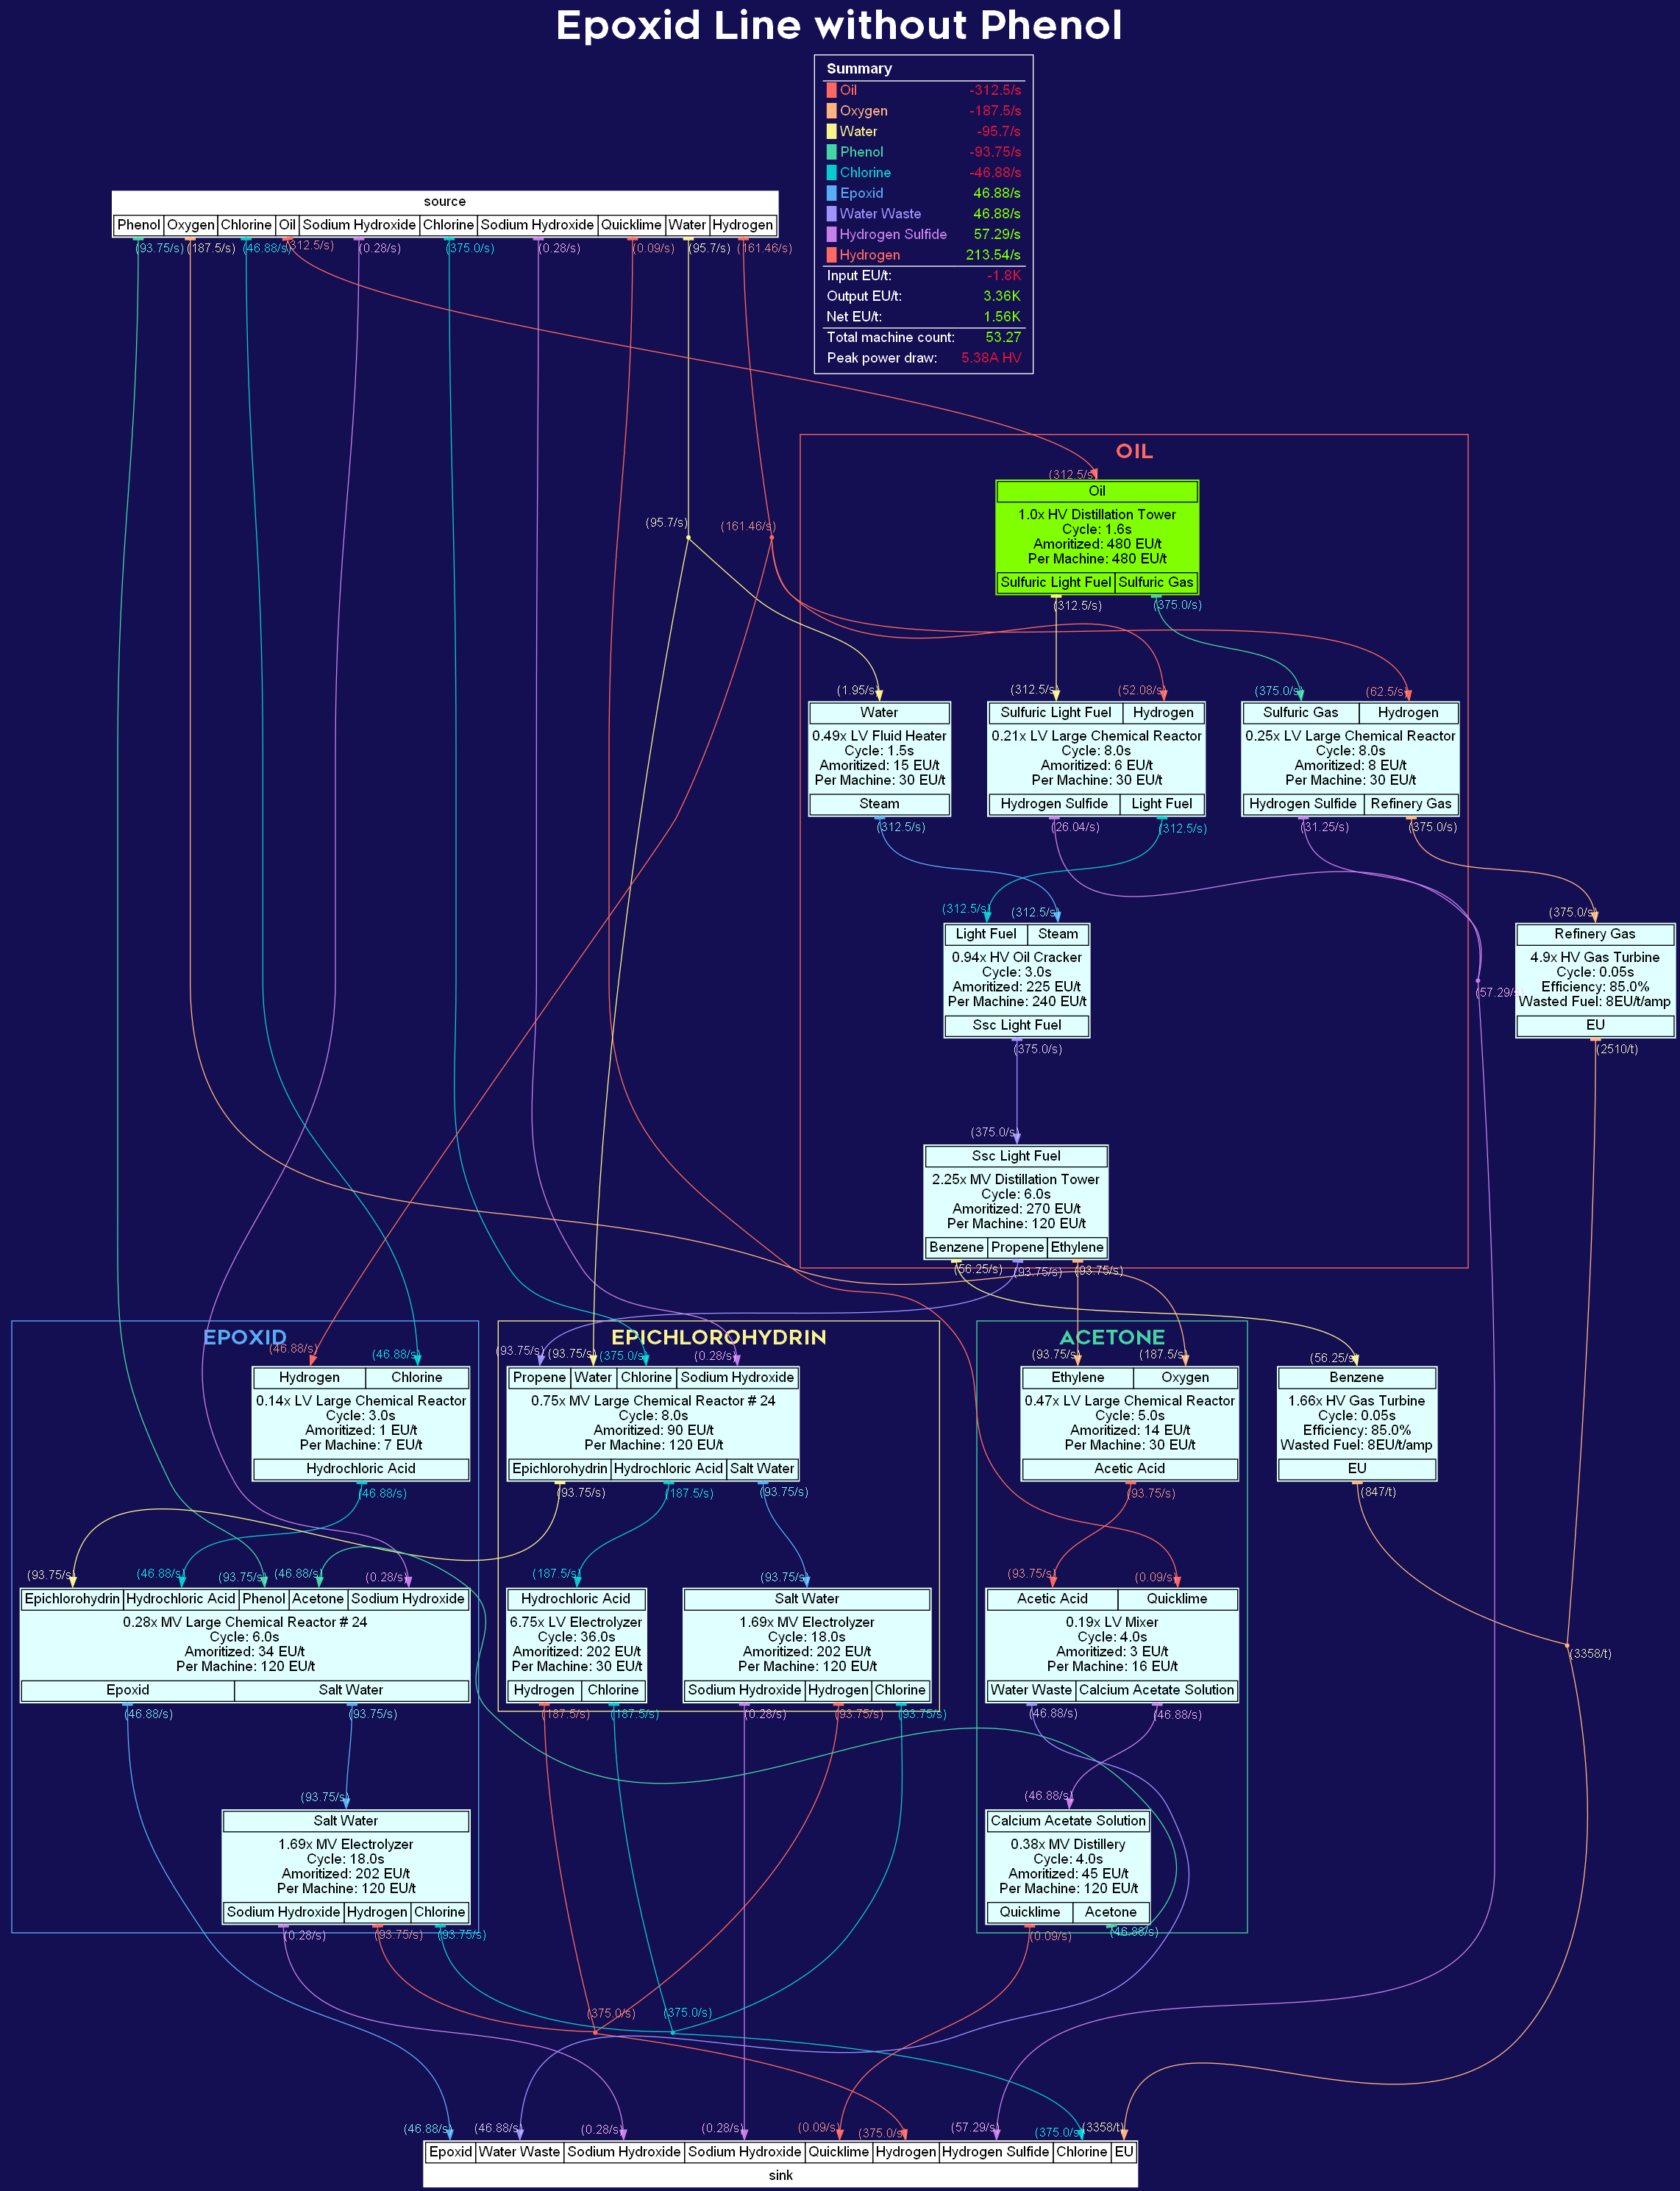 Epoxid Line without Phenol
Summary
Oil -312.5/s
Oxygen -187.5/s
Water -95.7/s
Phenol -93.75/s
Chlorine -46.88/s
Epoxid 46.88/s
Water Waste 46.88/s
Hydrogen Sulfide 57.29/s
Hydrogen 213.54/s
Input EU/t: -1.8K
Output EU/t: 3.36K
Net EU/t: 1.56K
Total machine count: 53.27
Peak power draw: 5.38A HV
source
Phenol Oxygen Chlorine Oil Sodium Hydroxide Chlorine Sodium Hydroxide Quicklime Water Hydrogen
(93.75/s) (187.5/s) (46.88/s) (312.5/s) (0.28/s) (375.0/s) (0.28/s) (0.09/s) (95.7/s) (161.46/s)
OIL
(312.5/s)
Oil
1.0x HV Distillation Tower
Cycle: 1.6s
Amoritized: 480 EU/t
Per Machine: 480 EU/t
Sulfuric Light Fuel Sulfuric Gas
(312.5/s) (375.0/s)
(95.7/s) (161.46/s)
(1.95/s)
Water
0.49x LV Fluid Heater
Cycle: 1.5s
Amoritized: 15 EU/t
Per Machine: 30 EU/t
Steam
(312.5/s)
(312.5/s) (52.08/s)
Sulfuric Light Fuel Hydrogen
0.21x LV Large Chemical Reactor
Cycle: 8.0s
Amoritized: 6 EU/t
Per Machine: 30 EU/t
Hydrogen Sulfide Light Fuel
(26.04/s) (312.5/s)
(375.0/s) (62.5/s)
Sulfuric Gas Hydrogen
0.25x LV Large Chemical Reactor
Cycle: 8.0s
Amoritized: 8 EU/t
Per Machine: 30 EU/t
Hydrogen Sulfide Refinery Gas
(31.25/s) (375.0/s)
(312.5/s) (312.5/s)
Light Fuel Steam
0.94x HV Oil Cracker
Cycle: 3.0s
Amoritized: 225 EU/t
Per Machine: 240 EU/t
Ssc Light Fuel
(375.0/s)
(375.0/s)
Refinery Gas
4.9x HV Gas Turbine
Cycle: 0.05s
Efficiency: 85.0%
Wasted Fuel: 8EU/t/amp
EU
(2510/t)
(57.29/s)
(375.0/s)
Ssc Light Fuel
2.25x MV Distillation Tower
Cycle: 6.0s
Amoritized: 270 EU/t
Per Machine: 120 EU/t
Benzene Propene Ethylene
(56.25/s) (93.75/s) (93.75/s)
EPOXID
(46.88/s) (46.88/s)
Hydrogen Chlorine
0.14x LV Large Chemical Reactor
Cycle: 3.0s
Amoritized: 1 EU/t
Per Machine: 7 EU/t
Hydrochloric Acid
(46.88/s)
EPICHLOROHYDRIN
(93.75/s) (93.75/s) (375.0/s) (0.28/s)
Propene Water Chlorine Sodium Hydroxide
0.75x MV Large Chemical Reactor # 24
Cycle: 8.0s
Amoritized: 90 EU/t
Per Machine: 120 EU/t
Epichlorohydrin Hydrochloric Acid Salt Water
(93.75/s) (187.5/s) (93.75/s)
ACETONE
(93.75/s) (187.5/s)
Ethylene Oxygen
0.47x LV Large Chemical Reactor
Cycle: 5.0s
Amoritized: 14 EU/t
Per Machine: 30 EU/t
Acetic Acid
(93.75/s)
(56.25/s)
Benzene
1.66x HV Gas Turbine
Cycle: 0.05s
Efficiency: 85.0%
Wasted Fuel: 8EU/t/amp
EU
(847/t)
(93.75/s) (46.88/s) (93.75/s) (46.88/s) (0.28/s)
Epichlorohydrin Hydrochloric Acid Phenol Acetone Sodium Hydroxide
0.28x MV Large Chemical Reactor # 24
Cycle: 6.0s
Amoritized: 34 EU/t
Per Machine: 120 EU/t
Epoxid Salt Water
(46.88/s) (93.75/s)
(187.5/s)
Hydrochloric Acid
6.75x LV Electrolyzer
Cycle: 36.0s
Amoritized: 202 EU/t
Per Machine: 30 EU/t
Hydrogen Chlorine
(187.5/s) (187.5/s)
(93.75/s)
Salt Water
1.69x MV Electrolyzer
Cycle: 18.0s
Amoritized: 202 EU/t
Per Machine: 120 EU/t
Sodium Hydroxide Hydrogen Chlorine
(0.28/s) (93.75/s) (93.75/s)
(93.75/s) (0.09/s)
Acetic Acid Quicklime
0.19x LV Mixer
Cycle: 4.0s
Amoritized: 3 EU/t
Per Machine: 16 EU/t
Water Waste Calcium Acetate Solution
(46.88/s) (46.88/s)
(3358/t)
(93.75/s)
Salt Water
1.69x MV Electrolyzer
Cycle: 18.0s
Amoritized: 202 EU/t
Per Machine: 120 EU/t
Sodium Hydroxide Hydrogen Chlorine
(0.28/s) (93.75/s) (93.75/s)
(46.88/s)
Calcium Acetate Solution
0.38x MV Distillery
Cycle: 4.0s
Amoritized: 45 EU/t
Per Machine: 120 EU/t
Quicklime Acetone
(0.09/s) (46.88/s)
(375.0/s) (375.0/s)
(46.88/s) (46.88/s) (0.28/s) (0.28/s) (0.09/s) (375.0/s) (57.29/s) (375.0/s) (3358/t)
Epoxid Water Waste Sodium Hydroxide Sodium Hydroxide Quicklime Hydrogen Hydrogen Sulfide Chlorine EU
sink